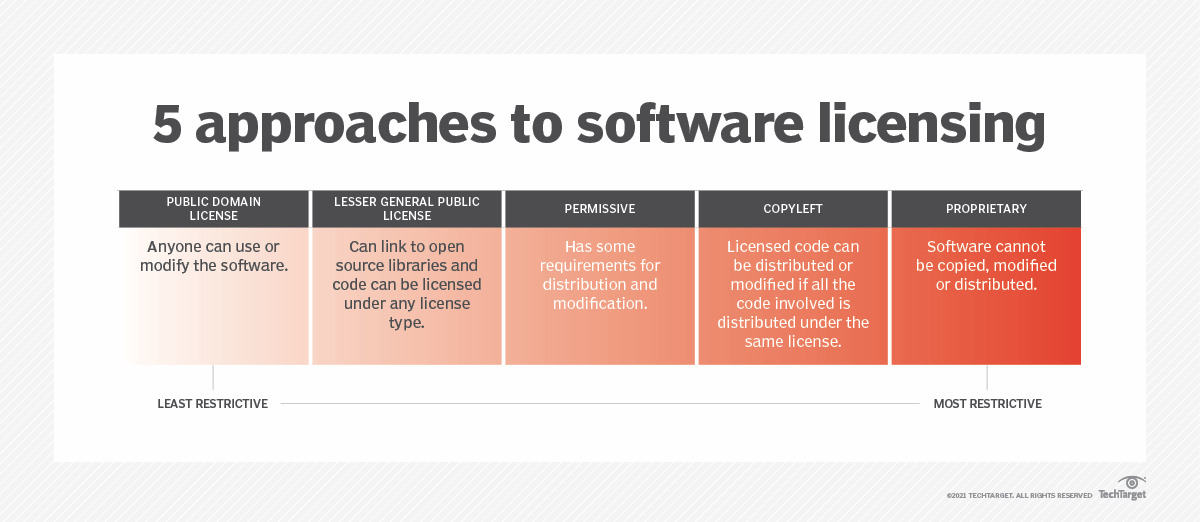 5 approaches to software licensing
PUBLIC DOMAIN
LICENSE
Anyone can use or
modify the software.
LESSER GENERAL PUBLIC
LICENSE
Can link to open
source libraries and
code can be licensed
under any license
type.
PERMISSIVE
Has some
requirements for
distribution and
modification.
COPYLEFT
Licensed code can
be distributed or
modified if all the
code involved is
distributed under the
same license.
PROPRIETARY
Software cannot
be copied, modified
or distributed.
LEAST RESTRICTIVE
MOST RESTRICTIVE
©2021 TECHTARGET. ALL RIGHTS RESERVED
TechTarget